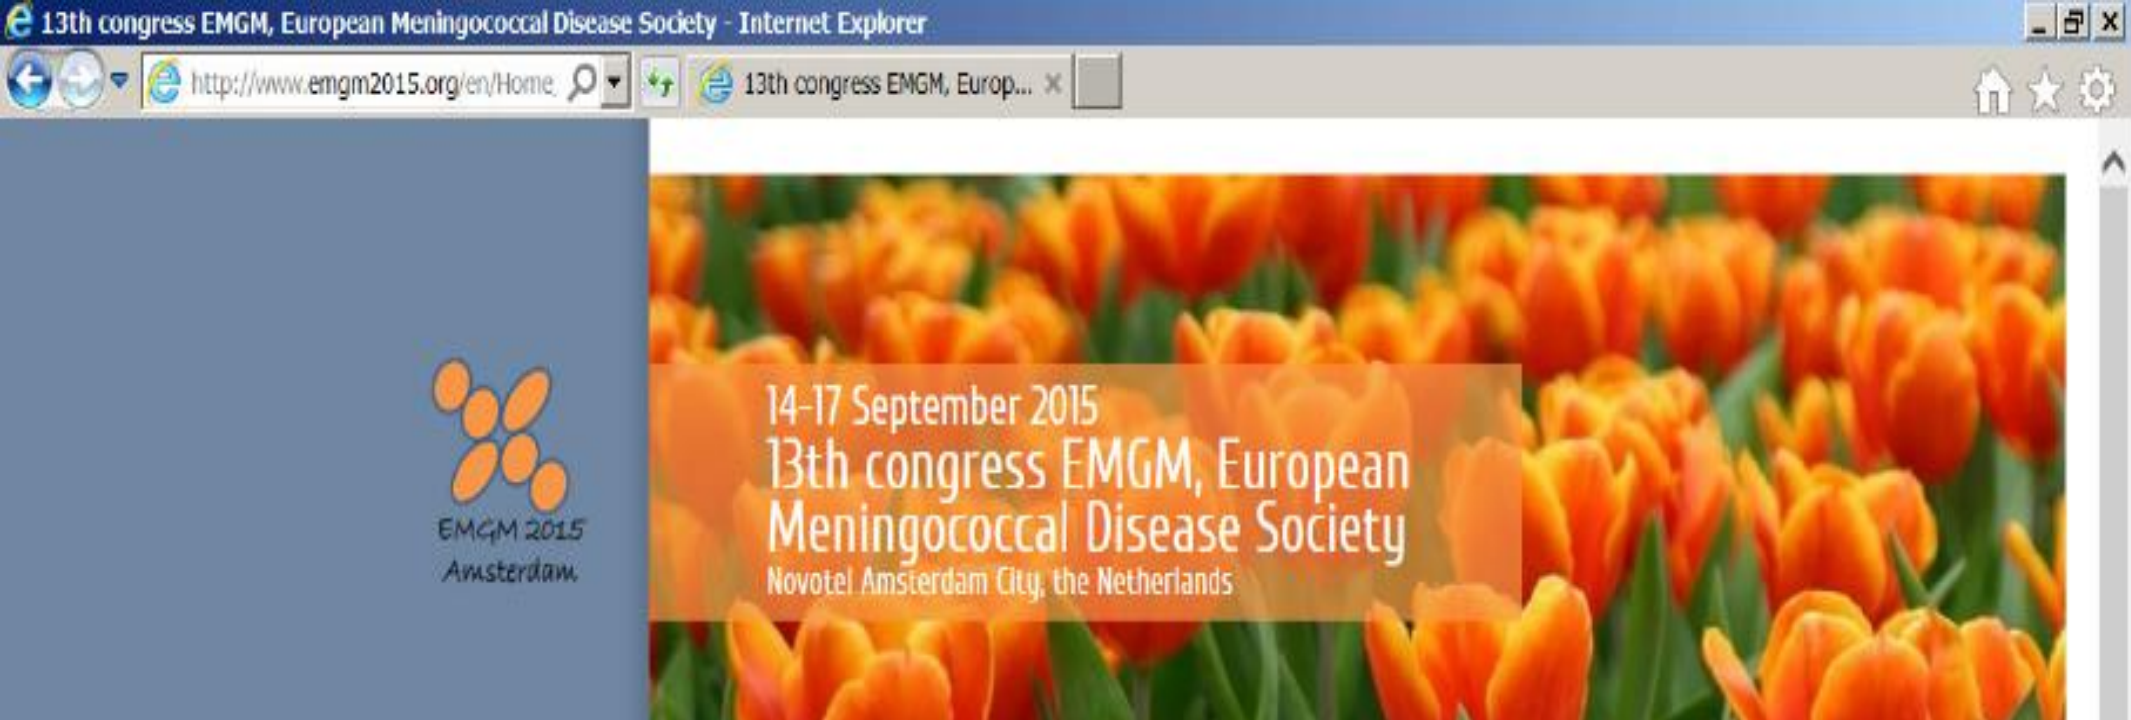 13th congress EMGM, European Meningococcal Disease Society - Internet Explorer
http://www.emgm2015.org/en/Home
13th congress EMGM, Europ...
14-17 September 2015
13th congress EMGM, European
Meningococcal Disease Society
Novotel Amsterdam City, the Netherlands
EMGM 2015
Amsterdam